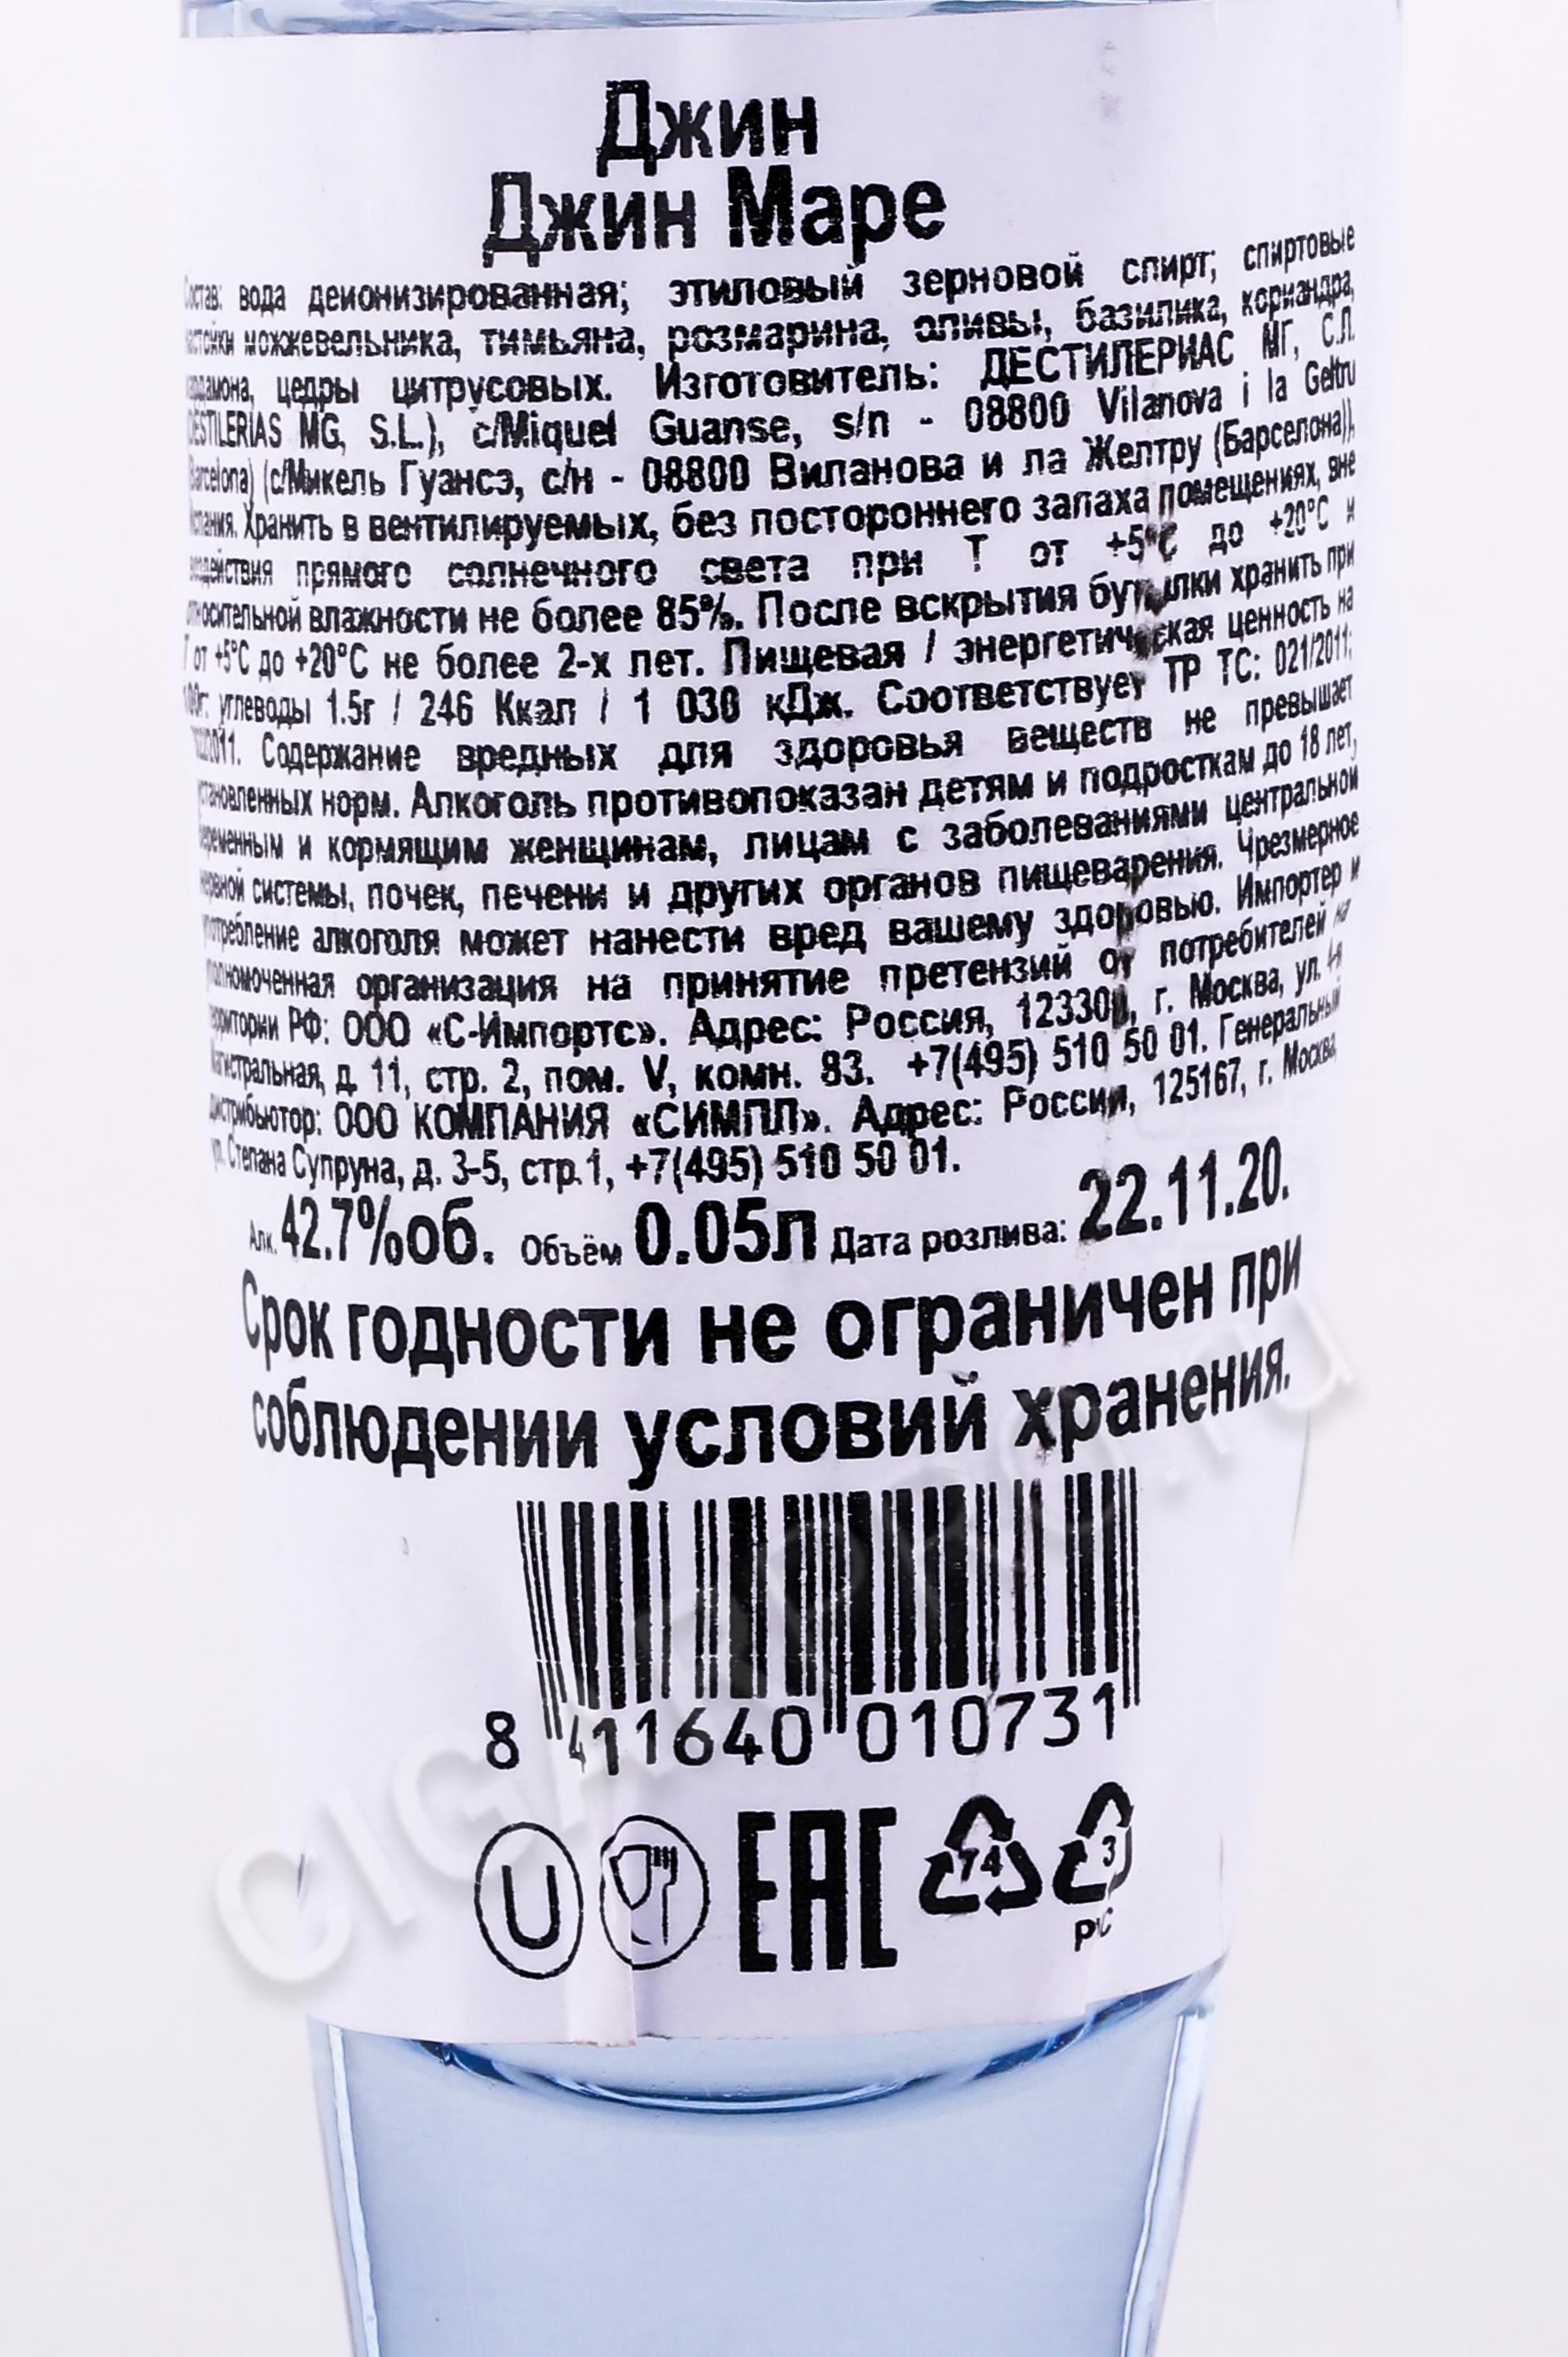 Джин
Джин Маре
Состав: вода деионизированная; этиловый зерновой спирт; спиртовые
настойки можжевельника, тимьяна, розмарина, оливы, базилика, кориандра,
кардамона, цедры цитрусовых. Изготовитель: ДЕСТИЛЕРИАС МГ, С.Л.
DESTILERIAS MG, S.L.), c/Miquel Guanse, s/n - 08800 Vilanova i la Geltru
(Barcelona) (с/Микель Гуансэ, с/н - 08800 Виланова и ла Желтру (Барселона)),
Испания. Хранить в вентилируемых, без постороннего запаха помещениях, вне
воздействия прямого солнечного света при Т от +5°С до +20°С и
относительной влажности не более 85%. После вскрытия бутылки хранить при
Т от +5°С до +20°С не более 2-х лет. Пищевая / энергетическая ценность на
100г: углеводы 1.5г / 246 Ккал / 1 030 кДж. Соответствует ТР ТС: 021/2011;
022/2011. Содержание вредных для здоровья веществ не превышает
установленных норм. Алкоголь противопоказан детям и подросткам до 18 лет,
беременным и кормящим женщинам, лицам с заболеваниями центральной
нервной системы, почек, печени и других органов пищеварения. Чрезмерное
употребление алкоголя может нанести вред вашему здоровью. Импортер и
уполномоченная организация на принятие претензий от потребителей на
территории РФ: ООО «С-Импортс». Адрес: Россия, 123300, г. Москва, ул.
Магистральная, д. 11, стр. 2, пом. V, комн. 83. +7(495) 510 50 01. Генеральный
дистрибьютор: ООО КОМПАНИЯ «СИМПЛ». Адрес: Россия, 125167, г. Москва,
ул. Степана Супруна, д. 3-5, стр.1, +7(495) 510 50 01.
Алк. 42.7%об. Объём 0.05л Дата розлива: 22.11.20.
Срок годности не ограничен при
соблюдении условий хранения.
8 411640 010731
U EAC 74 3